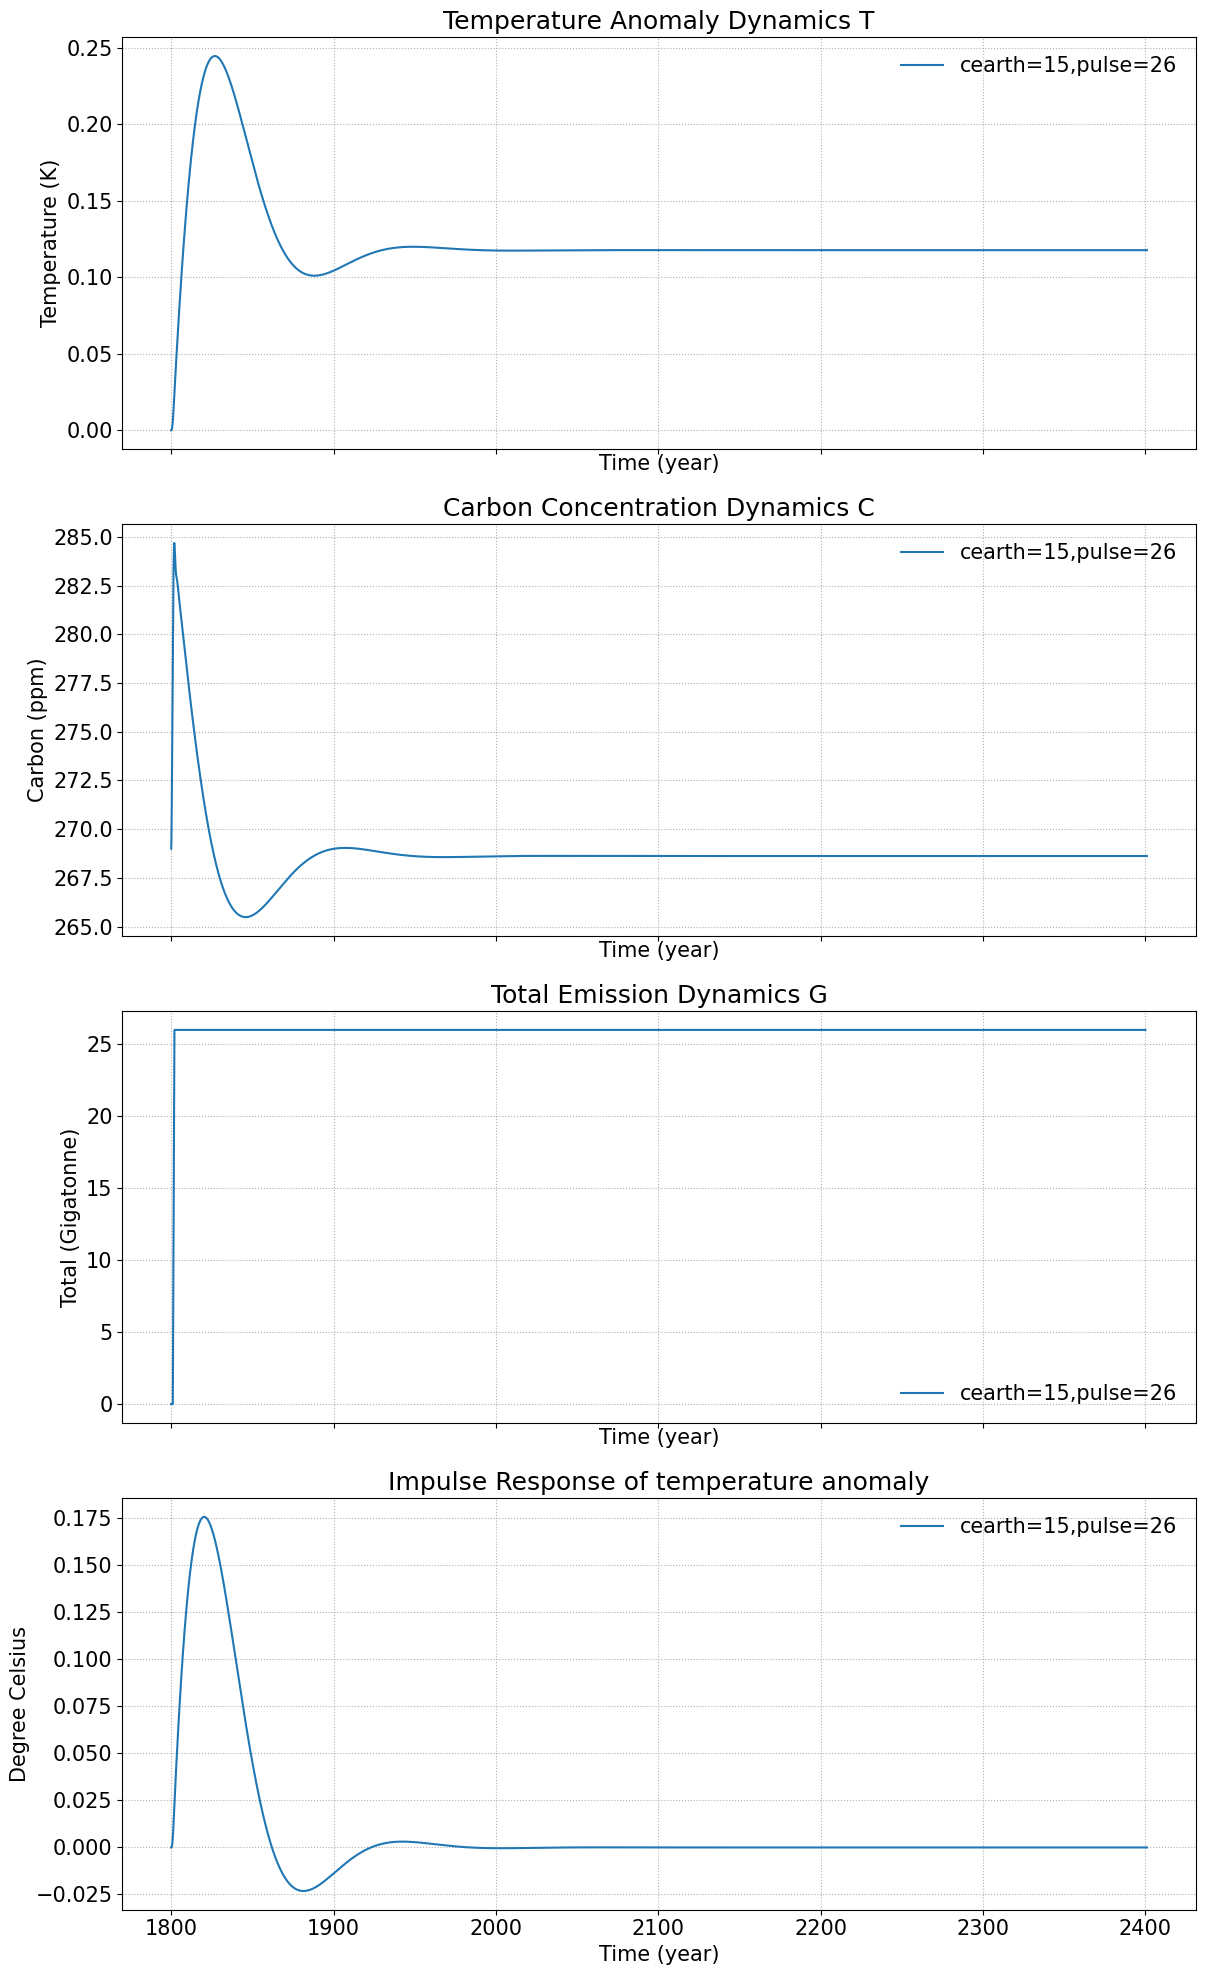 Temperature Anomaly Dynamics T
cearth=15,pulse=26
0.25
0.20
0.15
0.10
0.05
0.00
Temperature (K)
Time (year)
Carbon Concentration Dynamics C
cearth=15,pulse=26
285.0
282.5
280.0
277.5
275.0
272.5
270.0
267.5
265.0
Carbon (ppm)
Time (year)
Total Emission Dynamics G
25
20
15
10
5
0
Total (Gigatonne)
cearth=15,pulse=26
Time (year)
Impulse Response of temperature anomaly
cearth=15,pulse=26
0.175
0.150
0.125
0.100
0.075
0.050
0.025
0.000
−0.025
Degree Celsius
1800 1900 2000 2100 2200 2300 2400
Time (year)